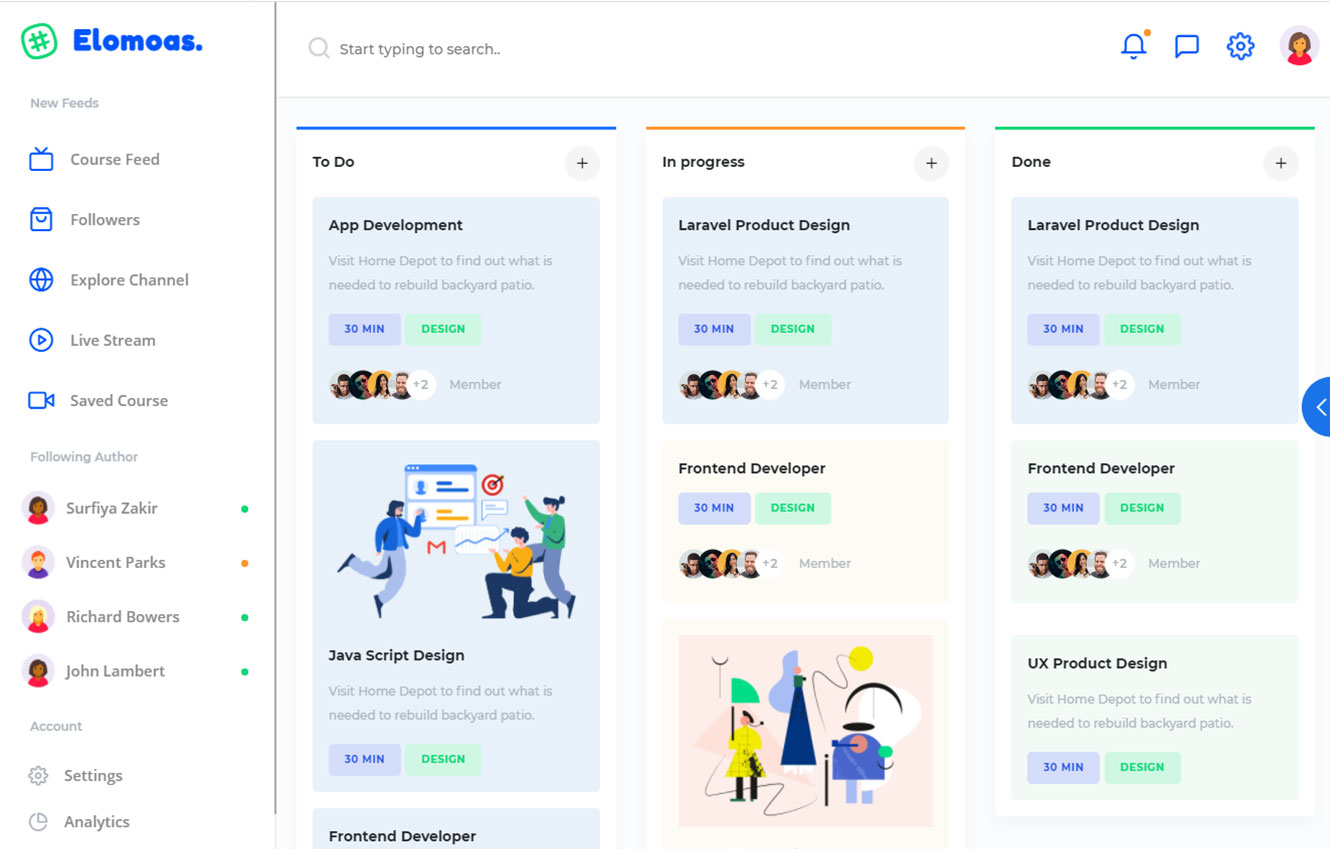 Elomoas.
Start typing to search..
New Feeds
Course Feed
Followers
Explore Channel
Live Stream
Saved Course
Following Author
Surfiya Zakir
Vincent Parks
Richard Bowers
John Lambert
Account
Settings
Analytics
To Do
+
App Development
Visit Home Depot to find out what is
needed to rebuild backyard patio.
30 MIN DESIGN
+2 Member
Java Script Design
Visit Home Depot to find out what is
needed to rebuild backyard patio.
30 MIN DESIGN
Frontend Developer
In progress
+
Laravel Product Design
Visit Home Depot to find out what is
needed to rebuild backyard patio.
30 MIN DESIGN
+2 Member
Frontend Developer
30 MIN DESIGN
+2 Member
Done
+
Laravel Product Design
Visit Home Depot to find out what is
needed to rebuild backyard patio.
30 MIN DESIGN
+2 Member
Frontend Developer
30 MIN DESIGN
+2 Member
UX Product Design
Visit Home Depot to find out what is
needed to rebuild backyard patio.
30 MIN DESIGN